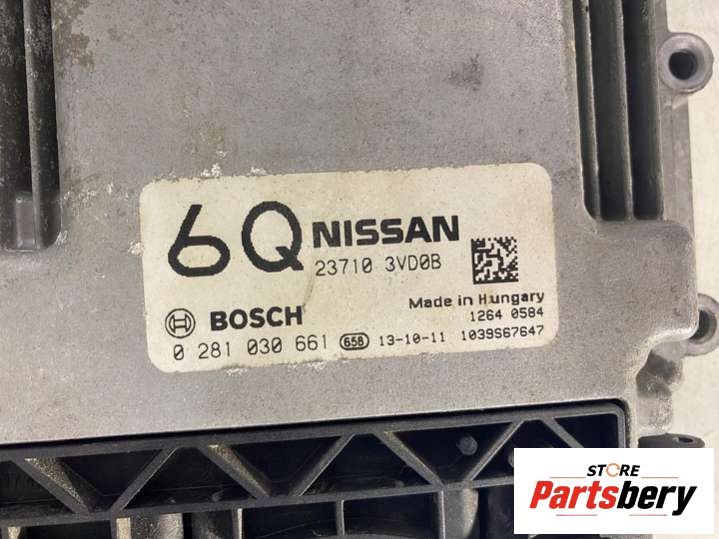 6Q NISSAN
23710 3VD0B
Made in Hungary
BOSCH
1264 0584
0 281 030 661 658 13-10-11 1039S67647
STORE
Partsbery